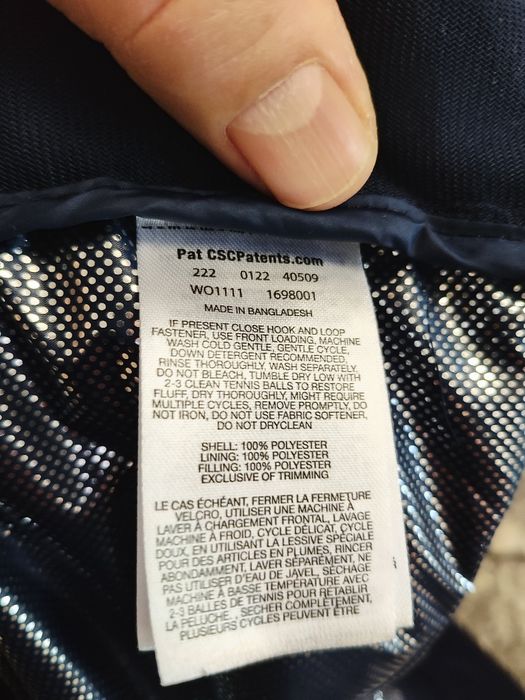 Pat CSCPatents.com
222 0122 40509
WO1111 1698001
MADE IN BANGLADESH
IF PRESENT CLOSE HOOK AND LOOP
FASTENER, USE FRONT LOADING, MACHINE
WASH COLD GENTLE, GENTLE CYCLE,
DOWN DETERGENT RECOMMENDED,
RINSE THOROUGHLY, WASH SEPARATELY,
DO NOT BLEACH, TUMBLE DRY LOW WITH
2-3 CLEAN TENNIS BALLS TO RESTORE
FLUFF, DRY THOROUGHLY, MIGHT REQUIRE
MULTIPLE CYCLES, REMOVE PROMPTLY, DO
NOT IRON, DO NOT USE FABRIC SOFTENER,
DO NOT DRYCLEAN
SHELL: 100% POLYESTER
LINING: 100% POLYESTER
FILLING: 100% POLYESTER
EXCLUSIVE OF TRIMMING
LE CAS ÉCHÉANT, FERMER LA FERMETURE
VELCRO, UTILISER UNE MACHINE À
LAVER À CHARGEMENT FRONTAL, LAVAGE
MACHINE À FROID, CYCLE DÉLICAT, CYCLE
DOUX, EN UTILISANT LA LESSIVE SPÉCIALE
POUR DES ARTICLES EN PLUMES, RINCER
ABONDAMMENT, LAVER SÉPARÉMENT, NE
PAS UTILISER D'EAU DE JAVEL, SÉCHAGE
MACHINE À BASSE TEMPÉRATURE AVEC
2-3 BALLES DE TENNIS POUR RÉTABLIR
LA PELUCHE, SECHER COMPLÈTEMENT,
PLUSIEURS CYCLES PEUVENT ÊTRE